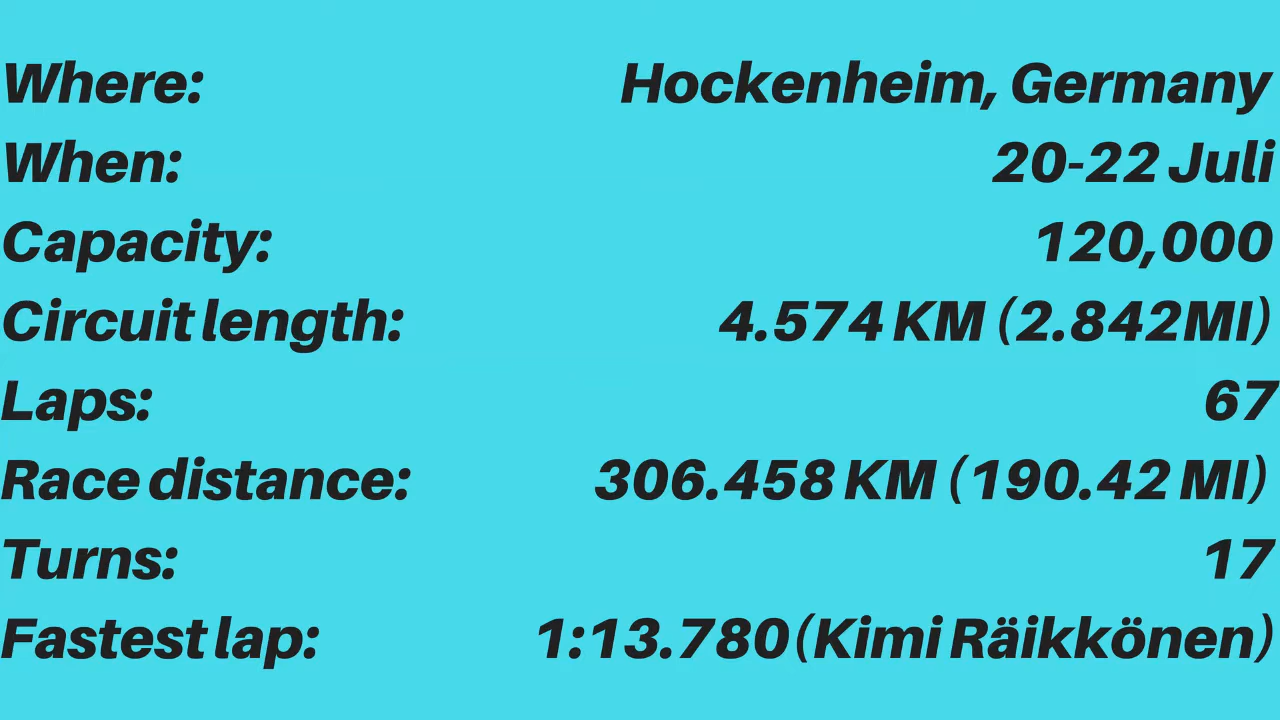 Where: Hockenheim, Germany
When: 20-22 Juli
Capacity: 120,000
Circuit length: 4.574 KM (2.842MI)
Laps: 67
Race distance: 306.458 KM (190.42 MI)
Turns: 17
Fastest lap: 1:13.780(Kimi Räikkönen)